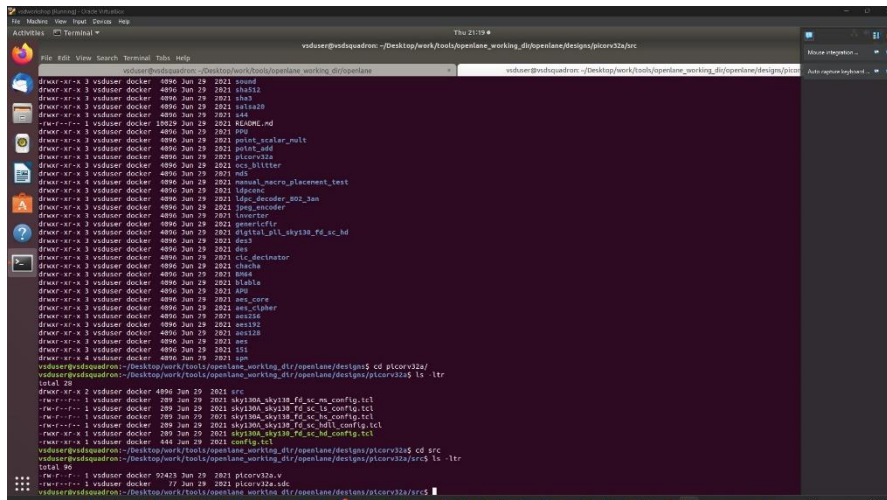 vsdworkshop [Running] - Oracle VirtualBox
File Machine View Input Devices Help
Activities Terminal ▾ Thu 21:19
vsduser@vsdsquadron: ~/Desktop/work/tools/openlane_working_dir/openlane/designs/picorv32a/src
File Edit View Search Terminal Tabs Help
vsduser@vsdsquadron: ~/Desktop/work/tools/openlane_working_dir/openlane × vsduser@vsdsquadron: ~/Desktop/work/tools/openlane_working_dir/openlane/designs/picor
Mouse integration ...
Auto capture keyboard ...
drwxr-xr-x 3 vsduser docker 4096 Jun 29 2021 sound
drwxr-xr-x 3 vsduser docker 4096 Jun 29 2021 sha512
drwxr-xr-x 3 vsduser docker 4096 Jun 29 2021 sha3
drwxr-xr-x 3 vsduser docker 4096 Jun 29 2021 salsa20
drwxr-xr-x 3 vsduser docker 4096 Jun 29 2021 s44
-rw-r--r-- 1 vsduser docker 10029 Jun 29 2021 README.md
drwxr-xr-x 3 vsduser docker 4096 Jun 29 2021 PPU
drwxr-xr-x 3 vsduser docker 4096 Jun 29 2021 point_scalar_mult
drwxr-xr-x 3 vsduser docker 4096 Jun 29 2021 point_add
drwxr-xr-x 3 vsduser docker 4096 Jun 29 2021 picorv32a
drwxr-xr-x 3 vsduser docker 4096 Jun 29 2021 ocs_blitter
drwxr-xr-x 3 vsduser docker 4096 Jun 29 2021 md5
drwxr-xr-x 4 vsduser docker 4096 Jun 29 2021 manual_macro_placement_test
drwxr-xr-x 3 vsduser docker 4096 Jun 29 2021 ldpcenc
drwxr-xr-x 3 vsduser docker 4096 Jun 29 2021 ldpc_decoder_802_3an
drwxr-xr-x 3 vsduser docker 4096 Jun 29 2021 jpeg_encoder
drwxr-xr-x 3 vsduser docker 4096 Jun 29 2021 inverter
drwxr-xr-x 3 vsduser docker 4096 Jun 29 2021 genericfir
drwxr-xr-x 3 vsduser docker 4096 Jun 29 2021 digital_pll_sky130_fd_sc_hd
drwxr-xr-x 3 vsduser docker 4096 Jun 29 2021 des3
drwxr-xr-x 3 vsduser docker 4096 Jun 29 2021 des
drwxr-xr-x 3 vsduser docker 4096 Jun 29 2021 cic_decimator
drwxr-xr-x 3 vsduser docker 4096 Jun 29 2021 chacha
drwxr-xr-x 3 vsduser docker 4096 Jun 29 2021 BM64
drwxr-xr-x 3 vsduser docker 4096 Jun 29 2021 blabla
drwxr-xr-x 3 vsduser docker 4096 Jun 29 2021 APU
drwxr-xr-x 3 vsduser docker 4096 Jun 29 2021 aes_core
drwxr-xr-x 3 vsduser docker 4096 Jun 29 2021 aes_cipher
drwxr-xr-x 3 vsduser docker 4096 Jun 29 2021 aes256
drwxr-xr-x 3 vsduser docker 4096 Jun 29 2021 aes192
drwxr-xr-x 3 vsduser docker 4096 Jun 29 2021 aes128
drwxr-xr-x 3 vsduser docker 4096 Jun 29 2021 aes
drwxr-xr-x 3 vsduser docker 4096 Jun 29 2021 151
drwxr-xr-x 4 vsduser docker 4096 Jun 29 2021 spm
vsduser@vsdsquadron:~/Desktop/work/tools/openlane_working_dir/openlane/designs$ cd picorv32a/
vsduser@vsdsquadron:~/Desktop/work/tools/openlane_working_dir/openlane/designs/picorv32a$ ls -ltr
total 28
drwxr-xr-x 2 vsduser docker 4096 Jun 29 2021 src
-rw-r--r-- 1 vsduser docker 209 Jun 29 2021 sky130A_sky130_fd_sc_ms_config.tcl
-rw-r--r-- 1 vsduser docker 209 Jun 29 2021 sky130A_sky130_fd_sc_ls_config.tcl
-rw-r--r-- 1 vsduser docker 209 Jun 29 2021 sky130A_sky130_fd_sc_hs_config.tcl
-rw-r--r-- 1 vsduser docker 209 Jun 29 2021 sky130A_sky130_fd_sc_hdll_config.tcl
-rwxr-xr-x 1 vsduser docker 209 Jun 29 2021 sky130A_sky130_fd_sc_hd_config.tcl
-rwxr-xr-x 1 vsduser docker 444 Jun 29 2021 config.tcl
vsduser@vsdsquadron:~/Desktop/work/tools/openlane_working_dir/openlane/designs/picorv32a$ cd src
vsduser@vsdsquadron:~/Desktop/work/tools/openlane_working_dir/openlane/designs/picorv32a/src$ ls -ltr
total 96
-rw-r--r-- 1 vsduser docker 92423 Jun 29 2021 picorv32a.v
-rw-r--r-- 1 vsduser docker 77 Jun 29 2021 picorv32a.sdc
vsduser@vsdsquadron:~/Desktop/work/tools/openlane_working_dir/openlane/designs/picorv32a/src$